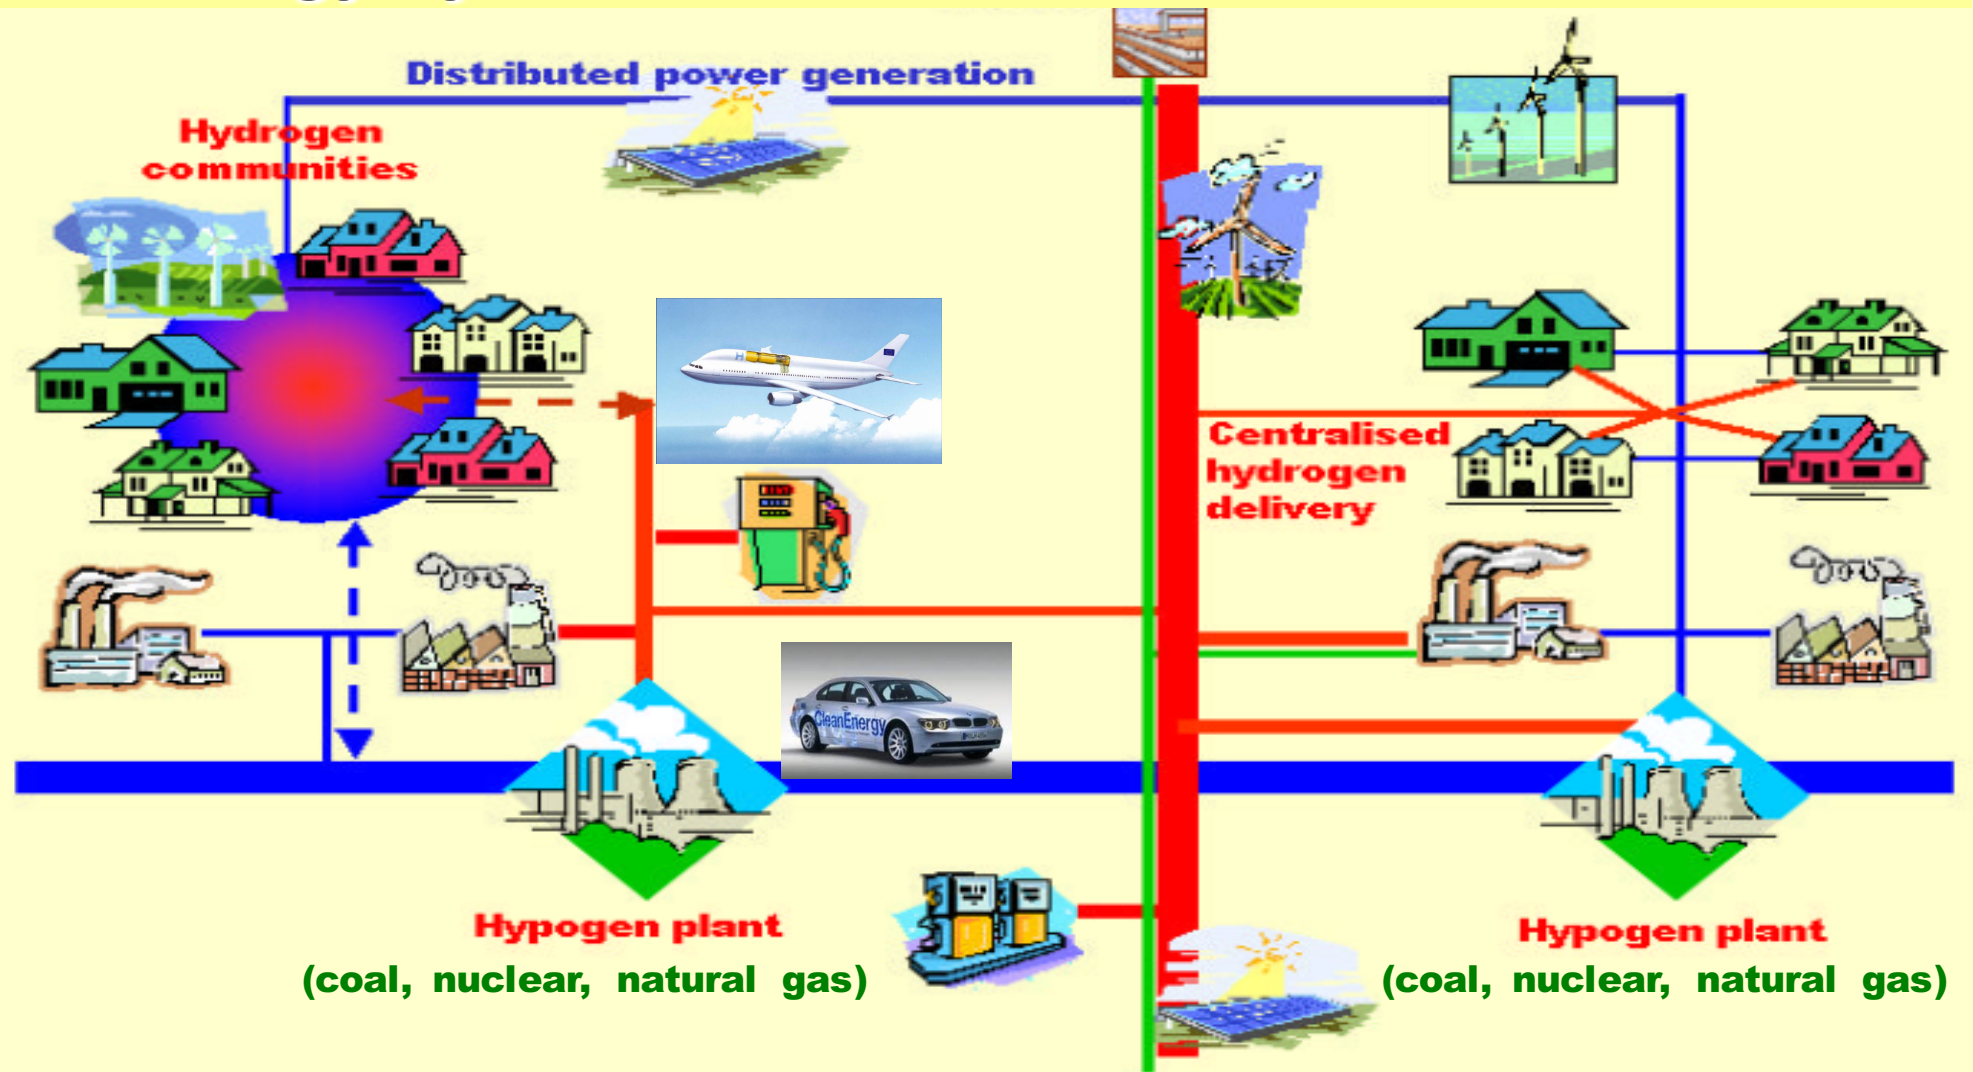 Distributed power generation
Hydrogen
communities
H
Centralised
hydrogen
delivery
CleanEnergy
Hypogen plant
(coal, nuclear, natural gas)
Hypogen plant
(coal, nuclear, natural gas)